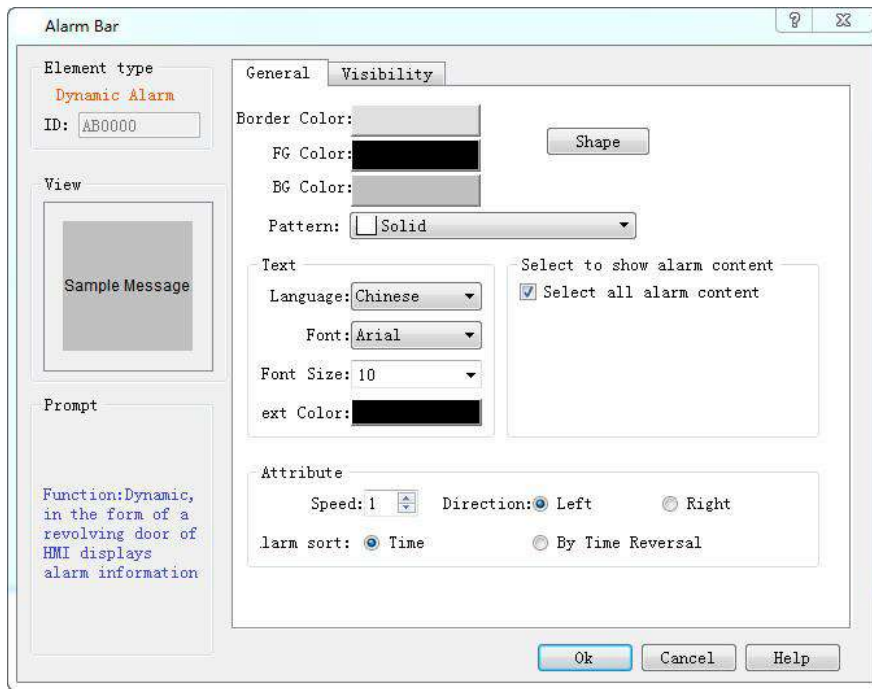 Alarm Bar
Element type
Dynamic Alarm
ID: AB0000
View
Sample Message
Prompt
Function:Dynamic,
in the form of a
revolving door of
HMI displays
alarm information
General
Visibility
Border Color:
FG Color:
BG Color:
Shape
Pattern: Solid
Text
Language: Chinese
Font: Arial
Font Size: 10
ext Color:
Select to show alarm content
Select all alarm content
Attribute
Speed: 1 Direction: Left Right
larm sort: Time By Time Reversal
Ok Cancel Help